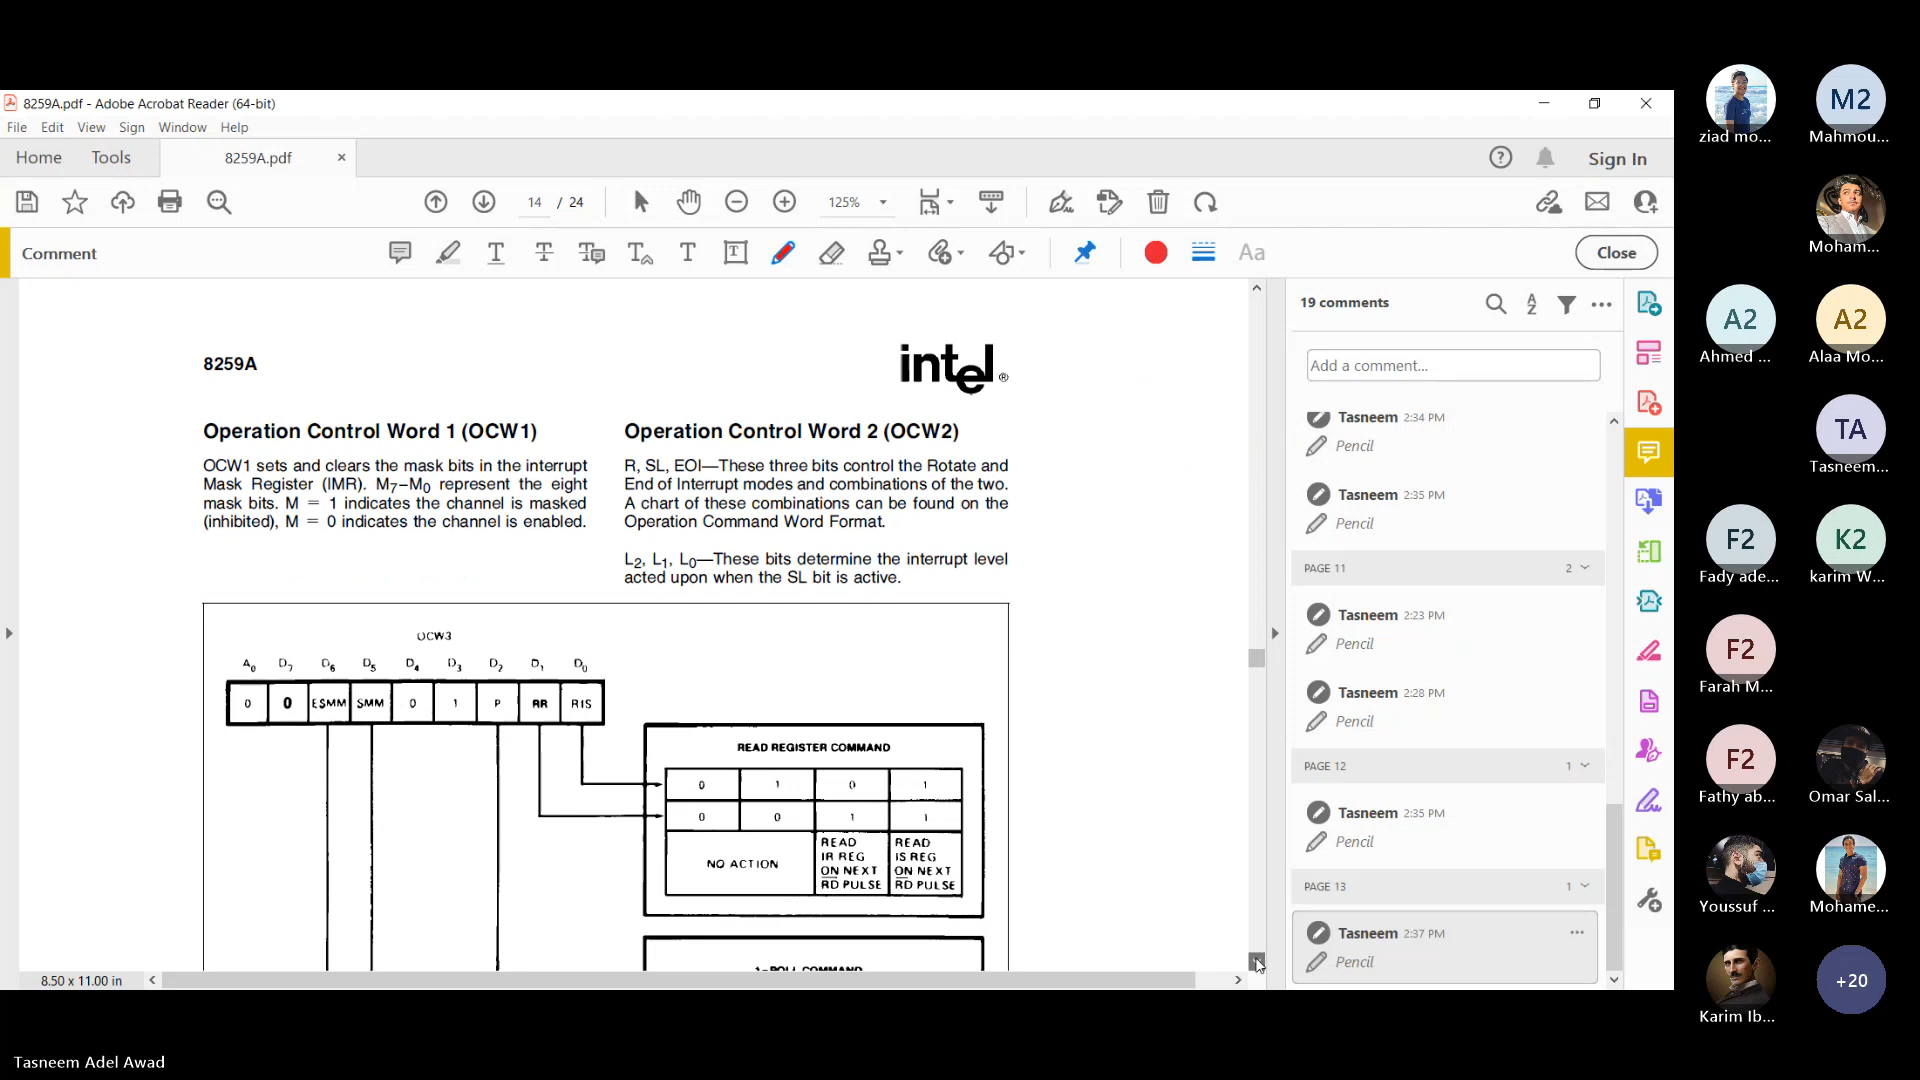 8259A.pdf - Adobe Acrobat Reader (64-bit)
File Edit View Sign Window Help
Home Tools 8259A.pdf × Sign In
14 / 24 125%
Comment Close
8259A
intel®
Operation Control Word 1 (OCW1)
OCW1 sets and clears the mask bits in the interrupt
Mask Register (IMR). M7–M0 represent the eight
mask bits. M = 1 indicates the channel is masked
(inhibited), M = 0 indicates the channel is enabled.
Operation Control Word 2 (OCW2)
R, SL, EOI—These three bits control the Rotate and
End of Interrupt modes and combinations of the two.
A chart of these combinations can be found on the
Operation Command Word Format.
L2, L1, L0—These bits determine the interrupt level
acted upon when the SL bit is active.
OCW3
A0 D7 D6 D5 D4 D3 D2 D1 D0
0 0 ESMM SMM 0 1 P RR RIS
READ REGISTER COMMAND
0 1 0 1
0 0 1 1
NO ACTION
READ
IR REG
ON NEXT
RD PULSE
READ
IS REG
ON NEXT
RD PULSE
1-POLL COMMAND
8.50 x 11.00 in
19 comments
Add a comment...
Tasneem 2:34 PM
Pencil
Tasneem 2:35 PM
Pencil
PAGE 11 2
Tasneem 2:23 PM
Pencil
Tasneem 2:28 PM
Pencil
PAGE 12 1
Tasneem 2:35 PM
Pencil
PAGE 13 1
Tasneem 2:37 PM
Pencil
ziad mo...
M2
Mahmou...
Moham...
A2
Ahmed ...
A2
Alaa Mo...
TA
Tasneem...
F2
Fady ade...
K2
karim W...
F2
Farah M...
F2
Fathy ab...
Omar Sal...
Youssuf ...
Mohame...
Karim Ib...
+20
Tasneem Adel Awad